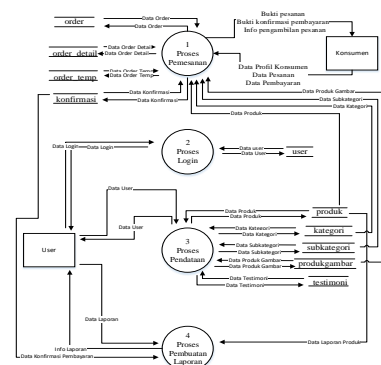 order
Data Order
Data Order
order_detail
Data Order Detail
Data Order Detail
order_temp
Data Order Temp
Data Order Temp
konfirmasi
Data Konfirmasi
Data Konfirmasi
1
Proses
Pemesanan
Bukti pesanan
Bukti konfirmasi pembayaran
Info pengambilan pesanan
Konsumen
Data Profil Konsumen
Data Pesanan
Data Pembayaran
Data Produk Gambar
Data Subkategori
Data Kategori
Data Produk
2
Proses
Login
Data Login
Data Login
Data user
Data User
user
Data User
Data User
User
3
Proses
Pendataan
Data Produk
Data Produk
produk
Data Kategori
Data Kategori
kategori
Data Subkategori
Data Subkategori
subkategori
Data Produk Gambar
Data Produk Gambar
produkgambar
Data Testimoni
Data Testimoni
testimoni
Data Laporan
Info Laporan
Data Konfirmasi Pembayaran
4
Proses
Pembuatan
Laporan
Data Laporan Produk